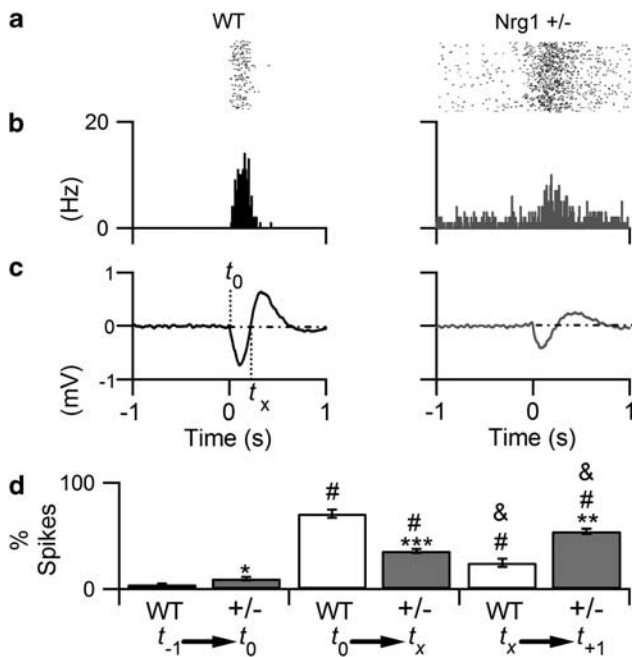 a WT Nrg1 +/-
b 20
(Hz)
0
c 1
t0
0
(mV)
-1
tx
-1 0 1 -1 0 1
Time (s) Time (s)
d 100
%
Spikes
0
* # # *** & # & # **
WT +/- WT +/- WT +/-
t-1 t0 t0 tx tx t+1